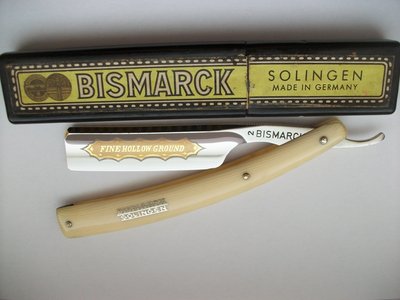 BISMARCK
SOLINGEN
MADE IN GERMANY
FINE HOLLOW GROUND
2 BISMARCK
SOLINGEN